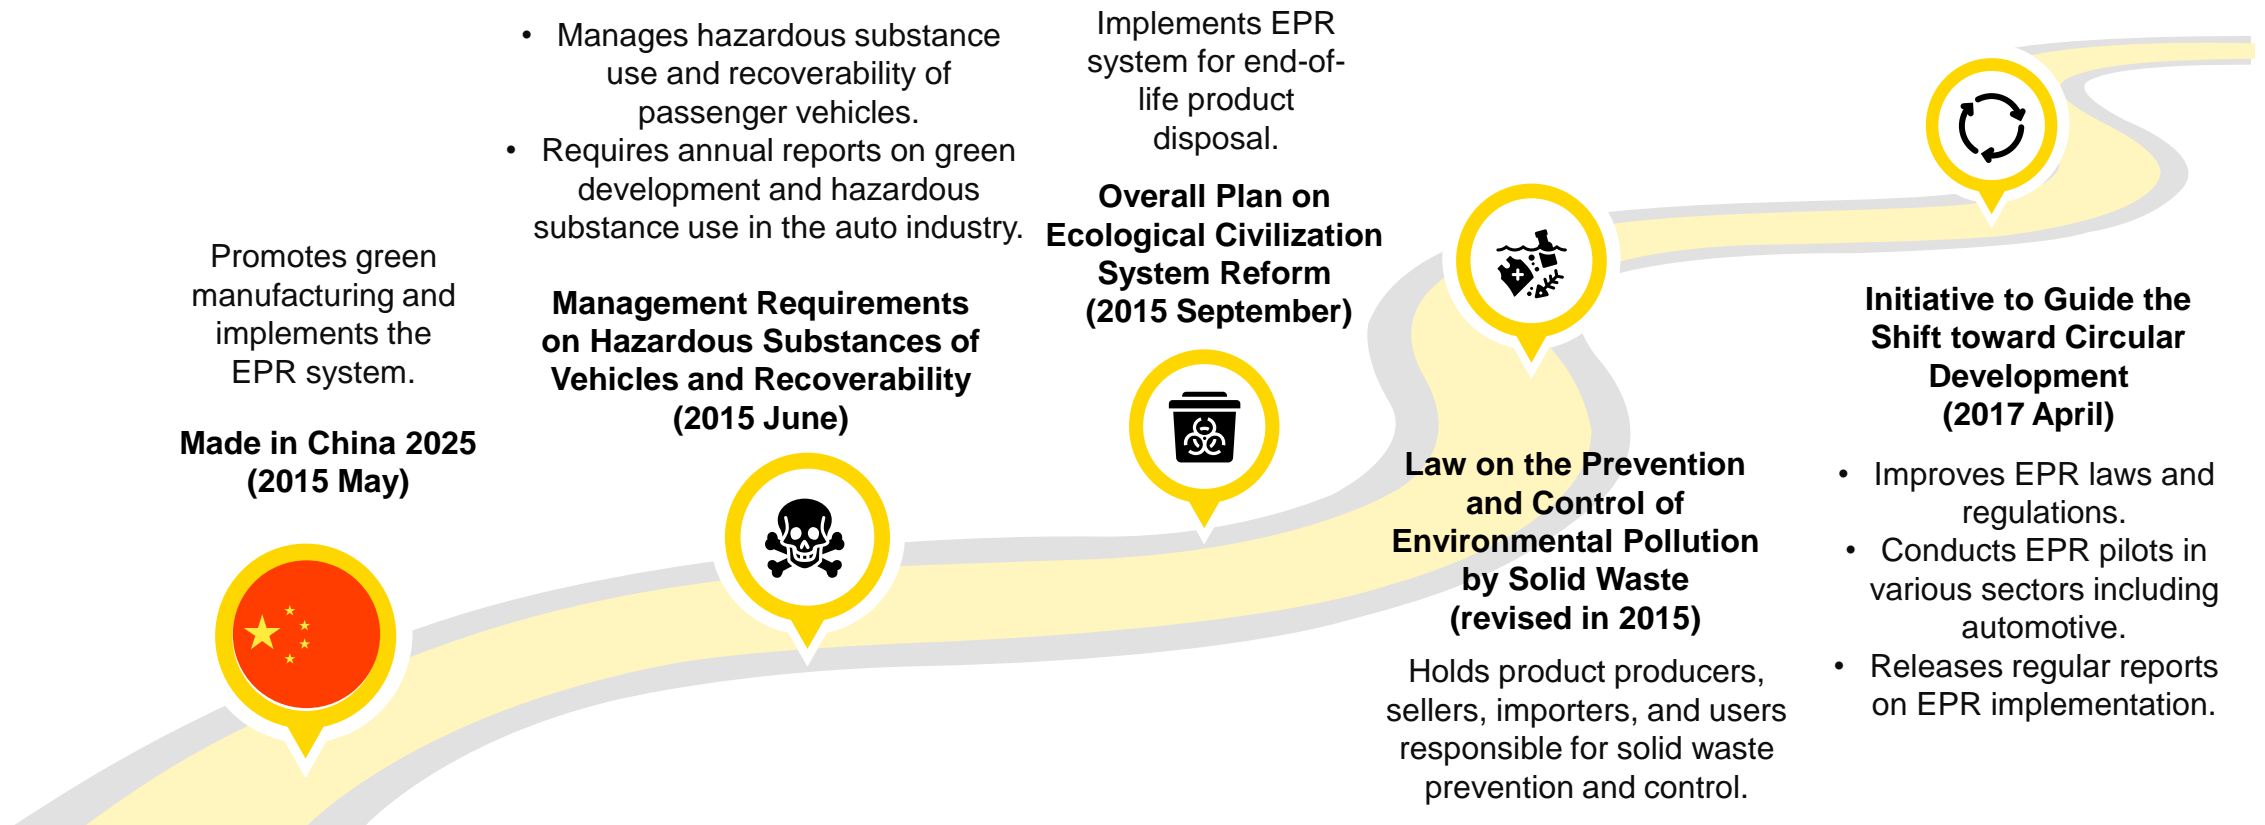 Promotes green
manufacturing and
implements the
EPR system.
Made in China 2025
(2015 May)
• Manages hazardous substance
use and recoverability of
passenger vehicles.
• Requires annual reports on green
development and hazardous
substance use in the auto industry.
Management Requirements
on Hazardous Substances of
Vehicles and Recoverability
(2015 June)
Implements EPR
system for end-of-
life product
disposal.
Overall Plan on
Ecological Civilization
System Reform
(2015 September)
Law on the Prevention
and Control of
Environmental Pollution
by Solid Waste
(revised in 2015)
Holds product producers,
sellers, importers, and users
responsible for solid waste
prevention and control.
Initiative to Guide the
Shift toward Circular
Development
(2017 April)
• Improves EPR laws and
regulations.
• Conducts EPR pilots in
various sectors including
automotive.
• Releases regular reports
on EPR implementation.